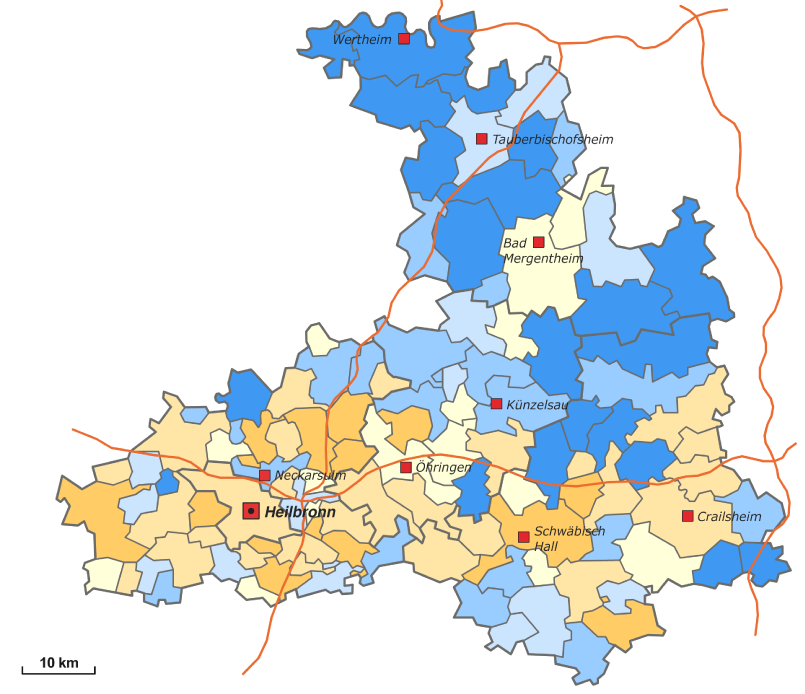 Wertheim
Tauberbischofsheim
Bad
Mergentheim
Künzelsau
Öhringen
Neckarsulm
Heilbronn
Crailsheim
Schwäbisch
Hall
10 km